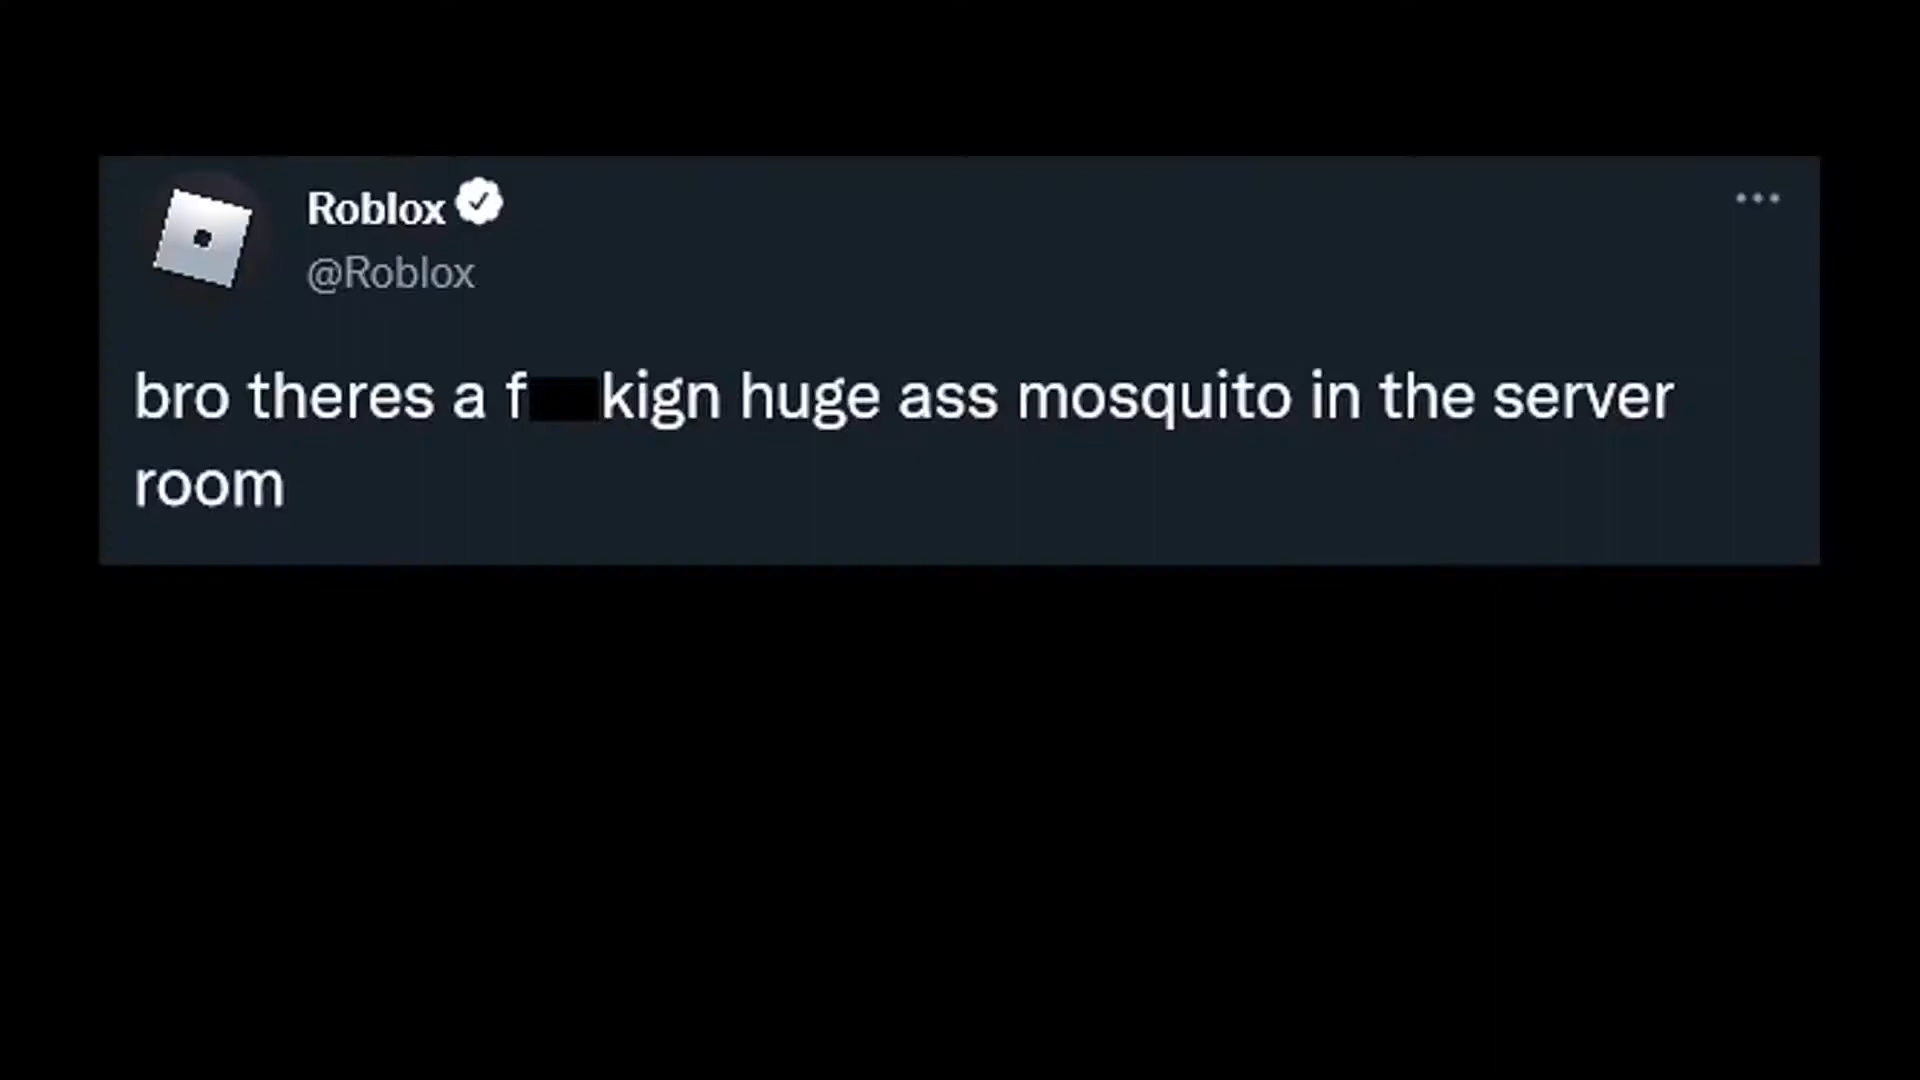 Roblox
@Roblox
bro theres a f kign huge ass mosquito in the server
room